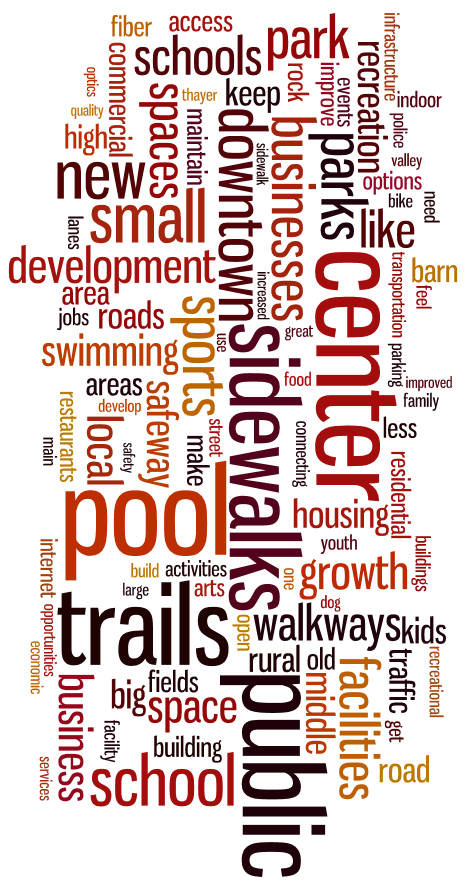 fiber
access
infrastructure
park
schools
commercial
recreation
optics
rock
events
improve
indoor
thayer
keep
spaces
quality
maintain
downtown
businesses
parks
police
high
sidewalk
valley
new
options
bike
need
small
like
lanes
development
center
transportation
barn
feel
area
increased
jobs
roads
sports
sidewalks
great
use
swimming
parking
improved
areas
safeway
food
family
restaurants
develop
local
street
less
main
safety
make
connecting
residential
pool
housing
youth
buildings
internet
build
activities
one
growth
large
arts
dog
trails
opportunities
open
walkways
kids
economic
rural
old
traffic
recreational
business
big
fields
space
public
middle
facilities
get
facility
building
road
services
school